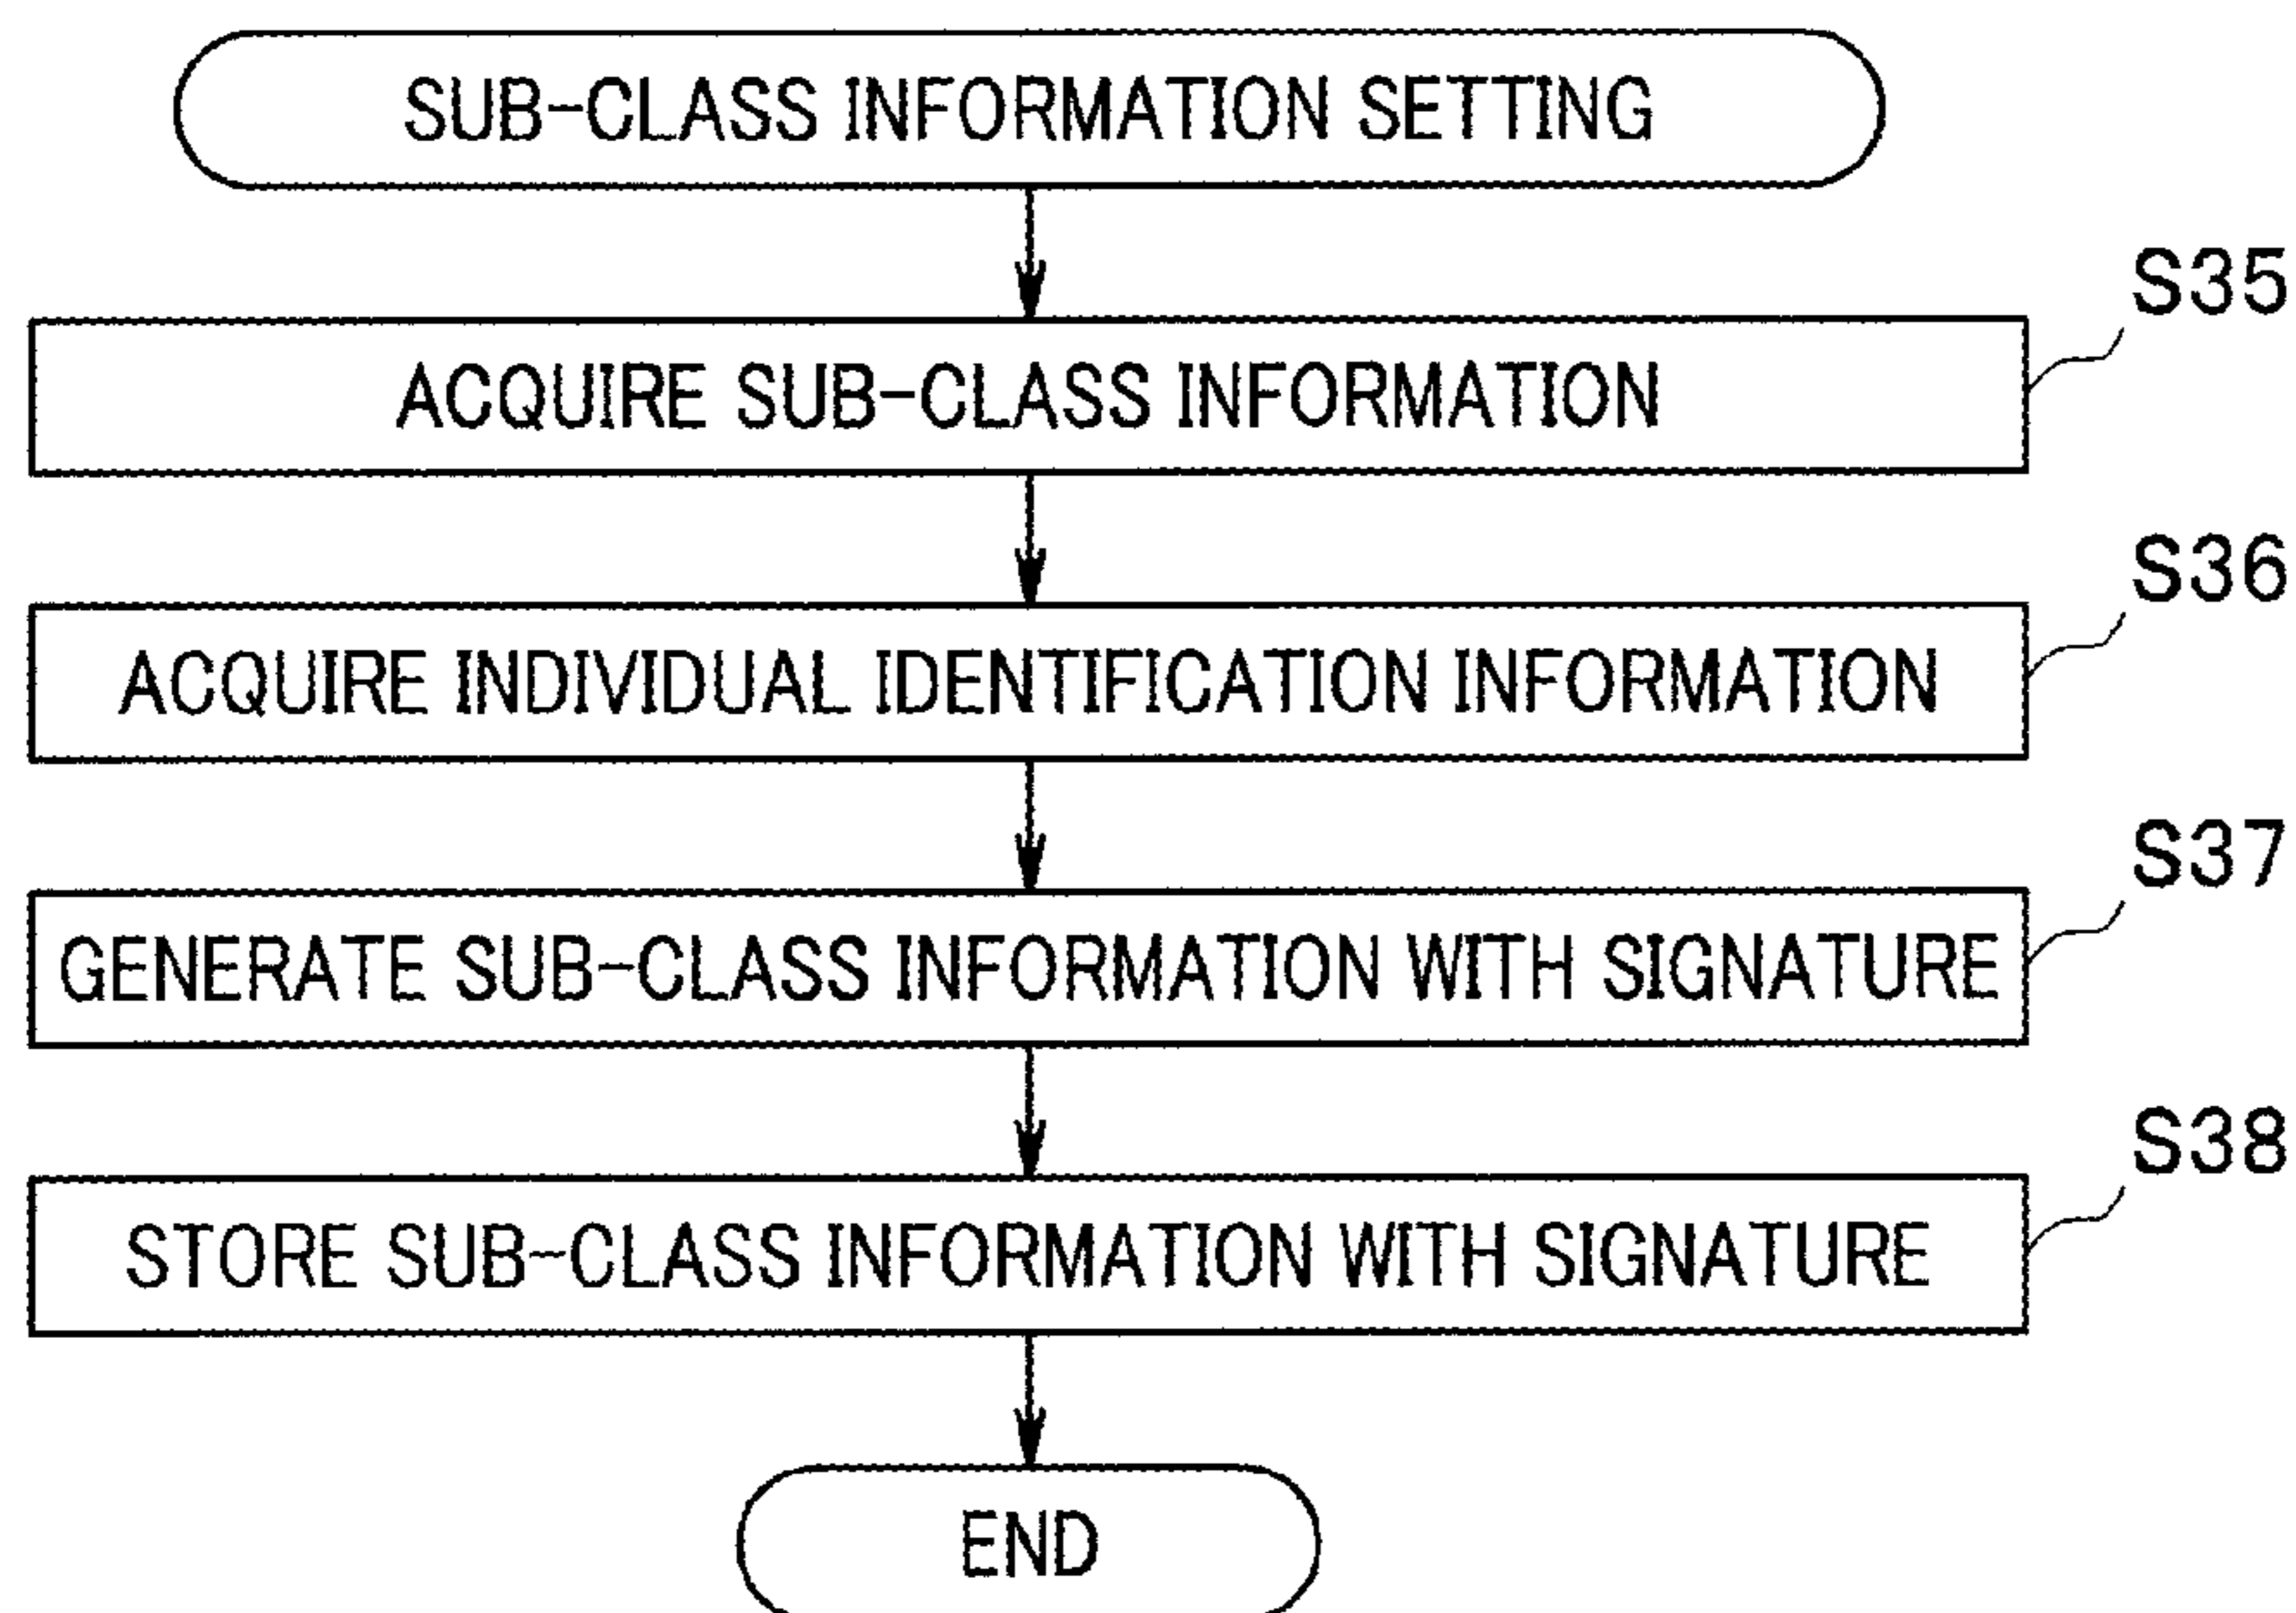 SUB-CLASS INFORMATION SETTING
S35
ACQUIRE SUB-CLASS INFORMATION
S36
ACQUIRE INDIVIDUAL IDENTIFICATION INFORMATION
S37
GENERATE SUB-CLASS INFORMATION WITH SIGNATURE
S38
STORE SUB-CLASS INFORMATION WITH SIGNATURE
END